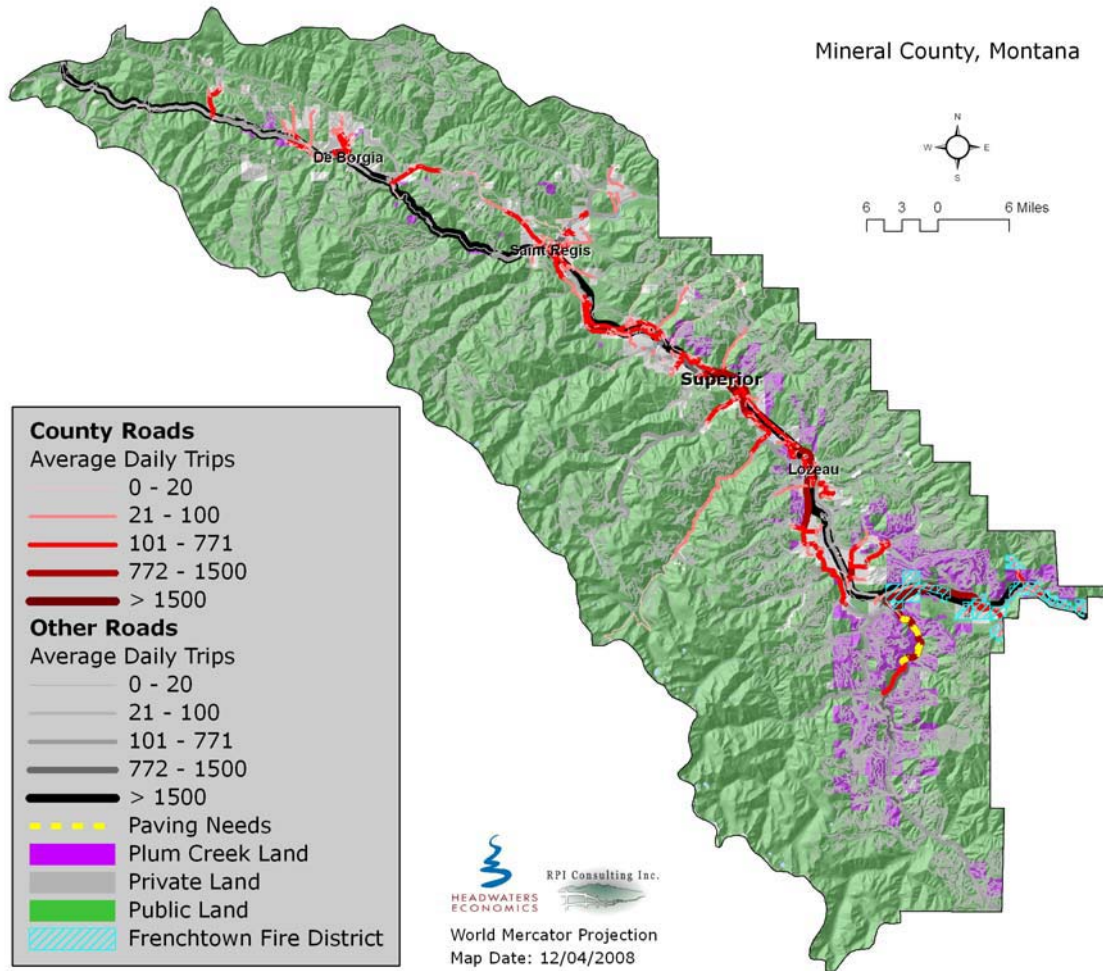 Mineral County, Montana
N
W E
S
6 3 0 6 Miles
De Borgia
Saint Regis
Superior
Lozeau
County Roads
Average Daily Trips
0 - 20
21 - 100
101 - 771
772 - 1500
> 1500
Other Roads
Average Daily Trips
0 - 20
21 - 100
101 - 771
772 - 1500
> 1500
Paving Needs
Plum Creek Land
Private Land
Public Land
Frenchtown Fire District
HEADWATERS
ECONOMICS
RPI Consulting Inc.
World Mercator Projection
Map Date: 12/04/2008